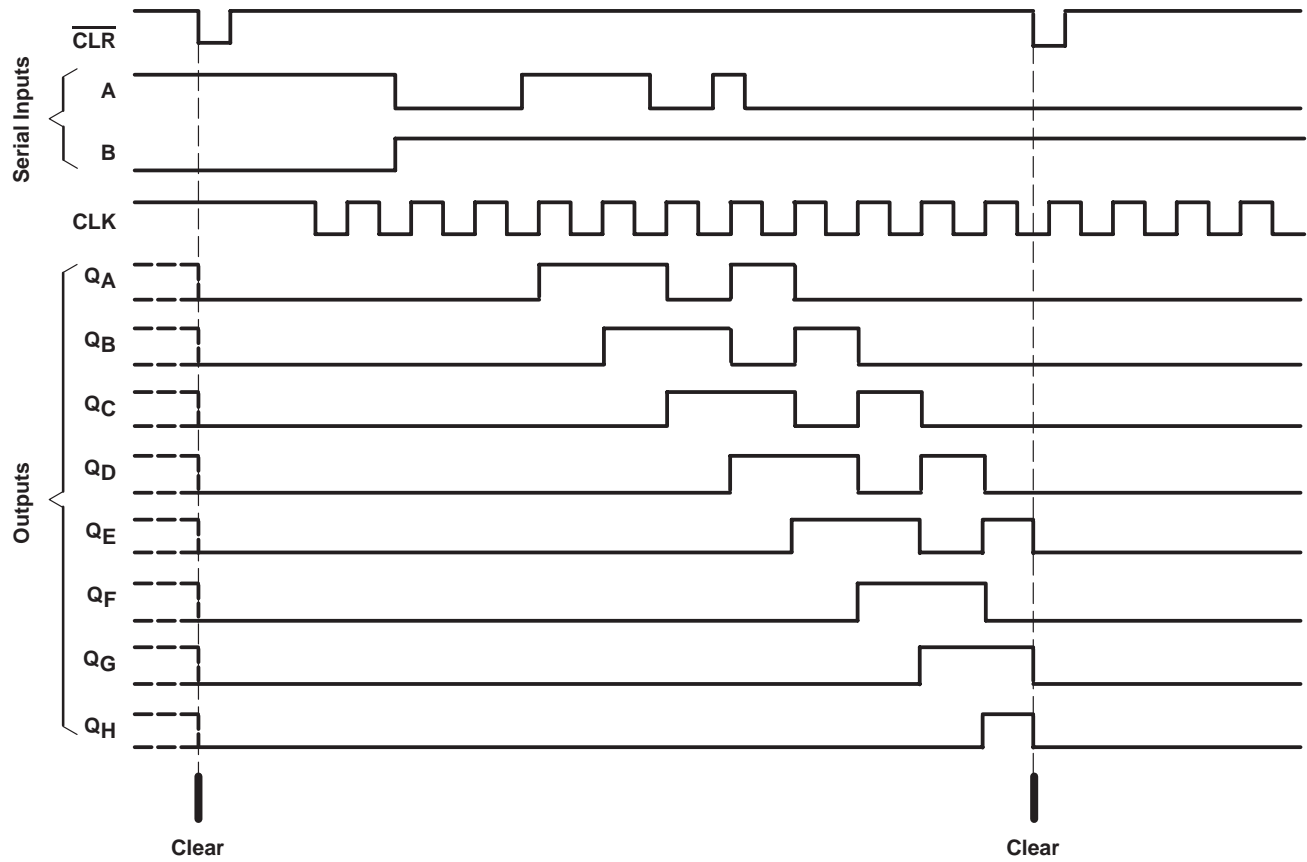 CLR
Serial Inputs
A
B
CLK
Outputs
QA
QB
QC
QD
QE
QF
QG
QH
Clear
Clear